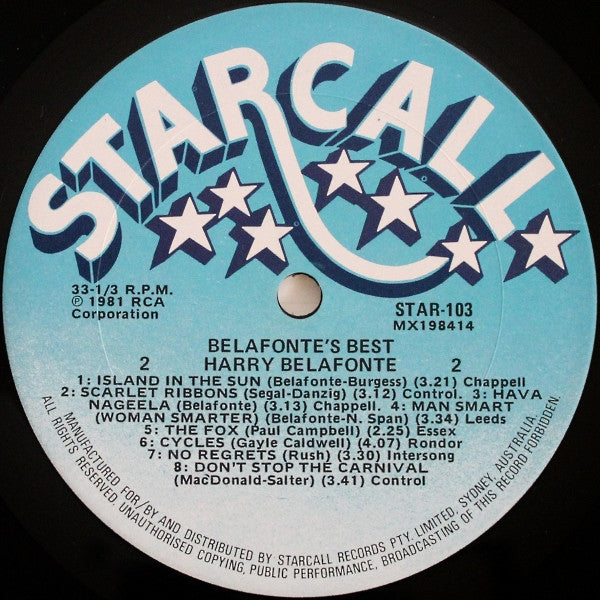 STARCALL
33-1/3 R.P.M.
℗ 1981 RCA
Corporation
STAR-103
MX198414
BELAFONTE'S BEST
2 HARRY BELAFONTE 2
1: ISLAND IN THE SUN (Belafonte-Burgess) (3.21) Chappell
2: SCARLET RIBBONS (Segal-Danzig) (3.12) Control. 3: HAVA
NAGEELA (Belafonte) (3.13) Chappell. 4: MAN SMART
(WOMAN SMARTER) (Belafonte-N. Span) (3.34) Leeds
5: THE FOX (Paul Campbell) (2.25) Essex
6: CYCLES (Gayle Caldwell) (4.07) Rondor
7: NO REGRETS (Rush) (3.30) Intersong
8: DON'T STOP THE CARNIVAL
(MacDonald-Salter) (3.41) Control
MANUFACTURED FOR/BY AND DISTRIBUTED BY STARCALL RECORDS PTY. LIMITED, SYDNEY, AUSTRALIA.
ALL RIGHTS RESERVED. UNAUTHORISED COPYING, PUBLIC PERFORMANCE, BROADCASTING OF THIS RECORD FORBIDDEN.